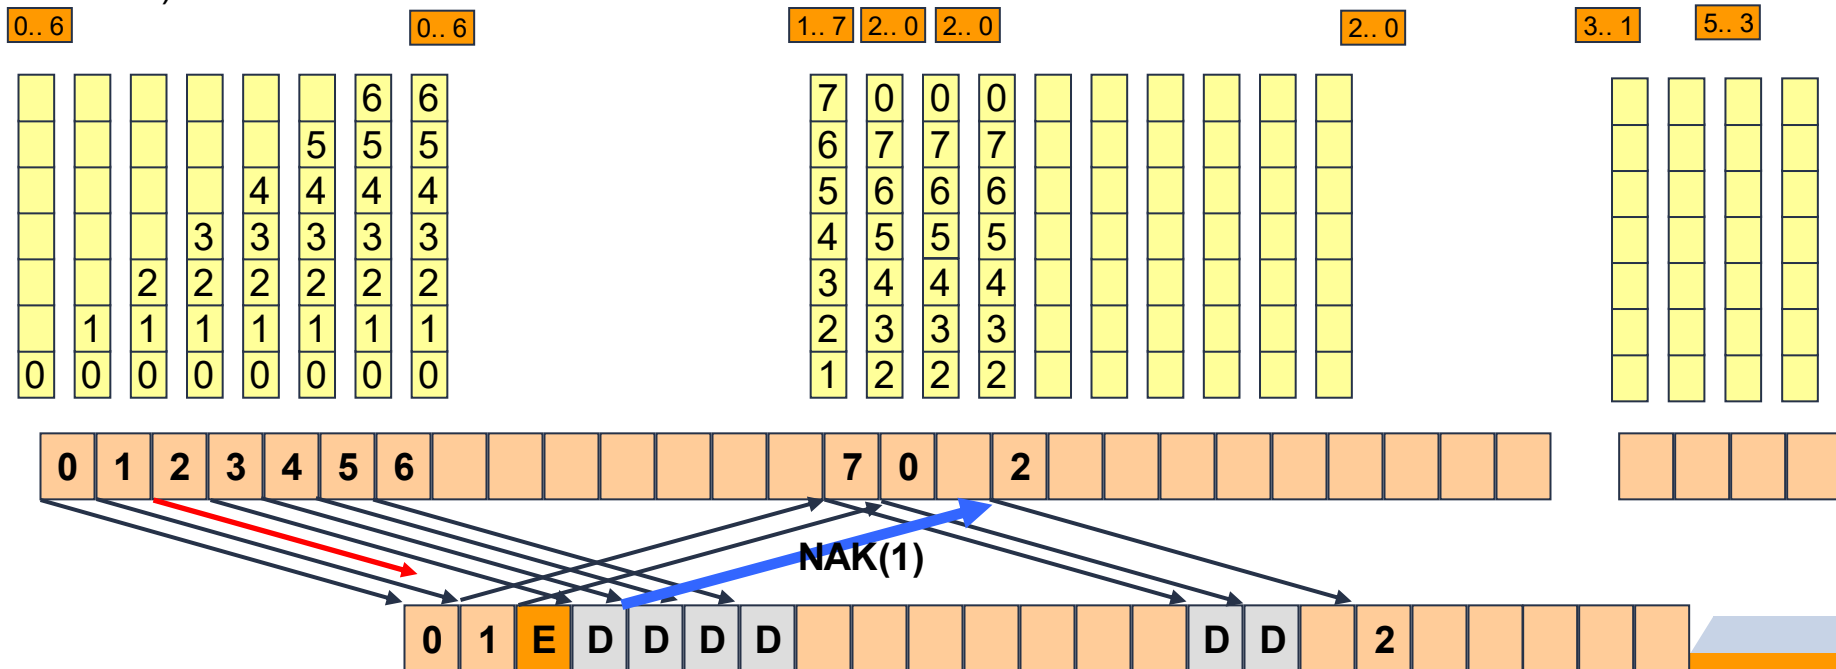 0.. 6 0.. 6 1.. 7 2.. 0 2.. 0 2.. 0 3.. 1 5.. 3
6 6 7 0 0 0
5 5 5 6 7 7 7
4 4 4 4 5 6 6 6
3 3 3 3 3 4 5 5 5
2 2 2 2 2 2 3 4 4 4
1 1 1 1 1 1 1 2 3 3 3
0 0 0 0 0 0 0 0 1 2 2 2
0 1 2 3 4 5 6 7 0 2
NAK(1)
0 1 E D D D D D D 2